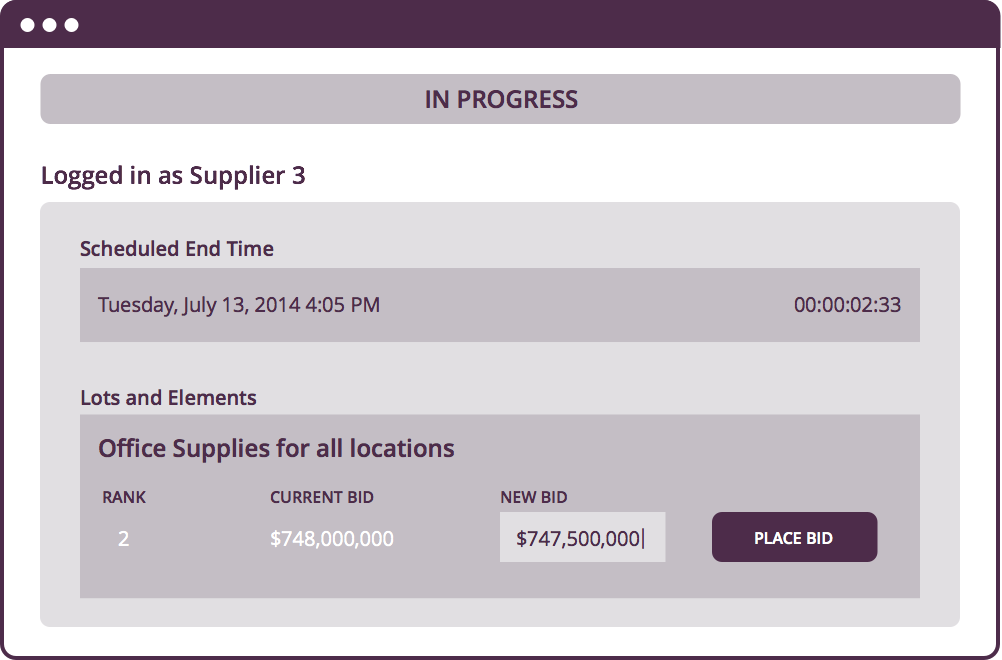 IN PROGRESS
Logged in as Supplier 3
Scheduled End Time
Tuesday, July 13, 2014 4:05 PM 00:00:02:33
Lots and Elements
Office Supplies for all locations
RANK CURRENT BID NEW BID
2 $748,000,000 $747,500,000 PLACE BID